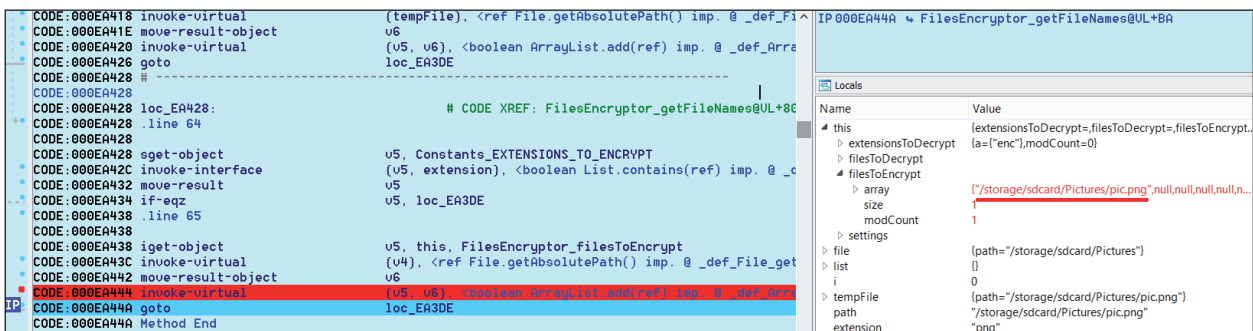 CODE:000EA418 invoke-virtual {tempFile}, <ref File.getAbsolutePath() imp. @ _def_Fi
CODE:000EA41E move-result-object v6
CODE:000EA420 invoke-virtual {v5, v6}, <boolean ArrayList.add(ref) imp. @ _def_Arra
CODE:000EA426 goto loc_EA3DE
CODE:000EA428 # ---------------------------------------------------------------------------
CODE:000EA428
CODE:000EA428 loc_EA428: # CODE XREF: FilesEncryptor_getFileNames@VL+80
CODE:000EA428 .line 64
CODE:000EA428
CODE:000EA428 sget-object v5, Constants_EXTENSIONS_TO_ENCRYPT
CODE:000EA42C invoke-interface {v5, extension}, <boolean List.contains(ref) imp. @ _d
CODE:000EA432 move-result v5
CODE:000EA434 if-eqz v5, loc_EA3DE
CODE:000EA438 .line 65
CODE:000EA438
CODE:000EA438 iget-object v5, this, FilesEncryptor_filesToEncrypt
CODE:000EA43C invoke-virtual {v4}, <ref File.getAbsolutePath() imp. @ _def_File_get
CODE:000EA442 move-result-object v6
CODE:000EA444 invoke-virtual {v5, v6}, <boolean ArrayList.add(ref) imp. @ _def_Arra
IP CODE:000EA44A goto loc_EA3DE
CODE:000EA44A Method End
IP 000EA44A ↳ FilesEncryptor_getFileNames@VL+BA
Locals
Name Value
this {extensionsToDecrypt=,filesToDecrypt=,filesToEncrypt...
extensionsToDecrypt {a={"enc"},modCount=0}
filesToDecrypt
filesToEncrypt
array {"/storage/sdcard/Pictures/pic.png",null,null,null,null,n...
size 1
modCount 1
settings
file {path="/storage/sdcard/Pictures"}
list {}
i 0
tempFile {path="/storage/sdcard/Pictures/pic.png"}
path "/storage/sdcard/Pictures/pic.png"
extension "png"